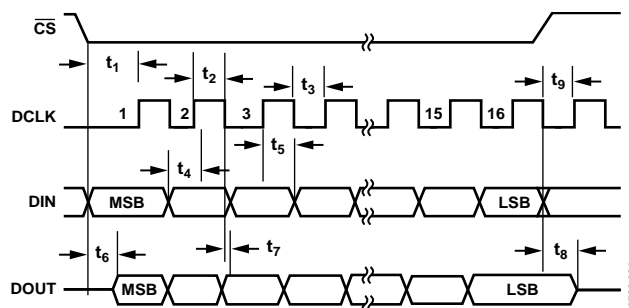 CS
t1 t2 t3 t9
DCLK 1 2 3 15 16
t4 t5
DIN MSB LSB
t6 t7 t8
DOUT MSB LSB